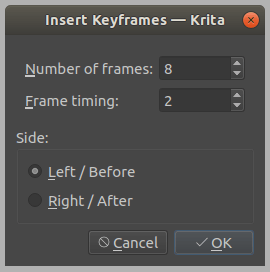 Insert Keyframes — Krita
Number of frames: 8
Frame timing: 2
Side:
Left / Before
Right / After
Cancel OK